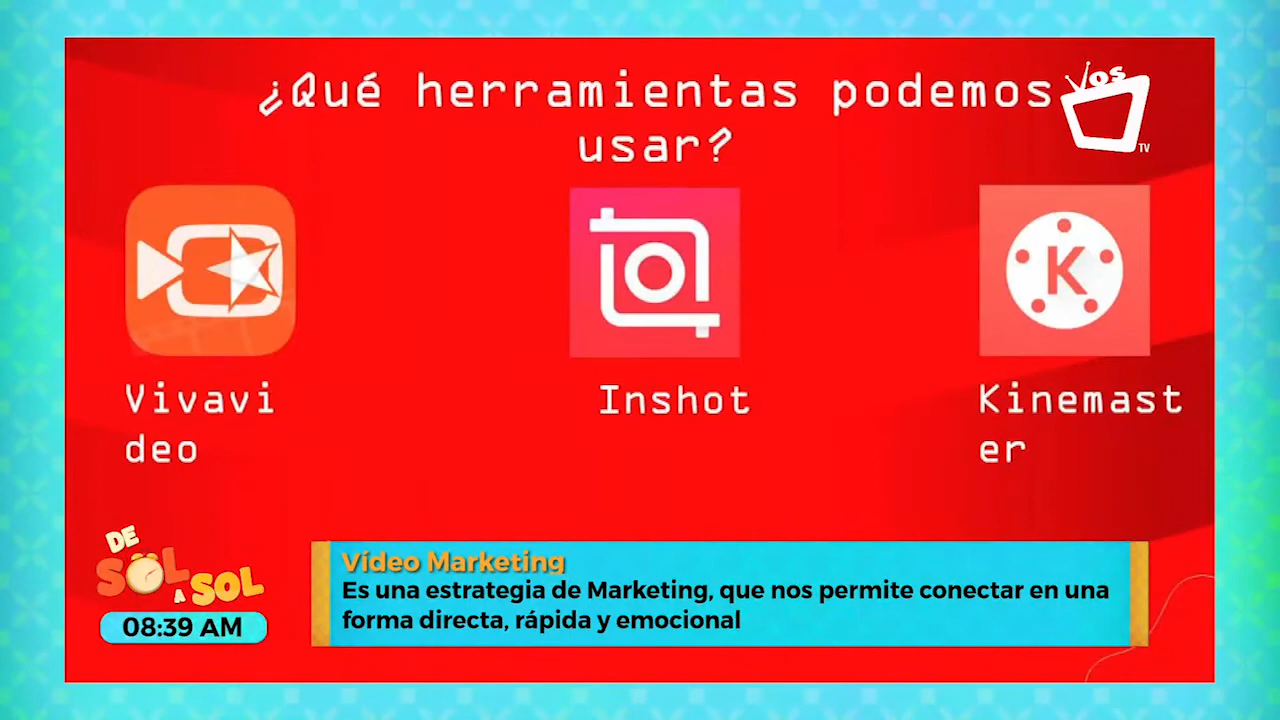 ¿Qué herramientas podemos
usar?
VOS
TV
K
Vivavi
deo
Inshot
Kinemast
er
DE
SOL
A SOL
08:39 AM
Vídeo Marketing
Es una estrategia de Marketing, que nos permite conectar en una
forma directa, rápida y emocional